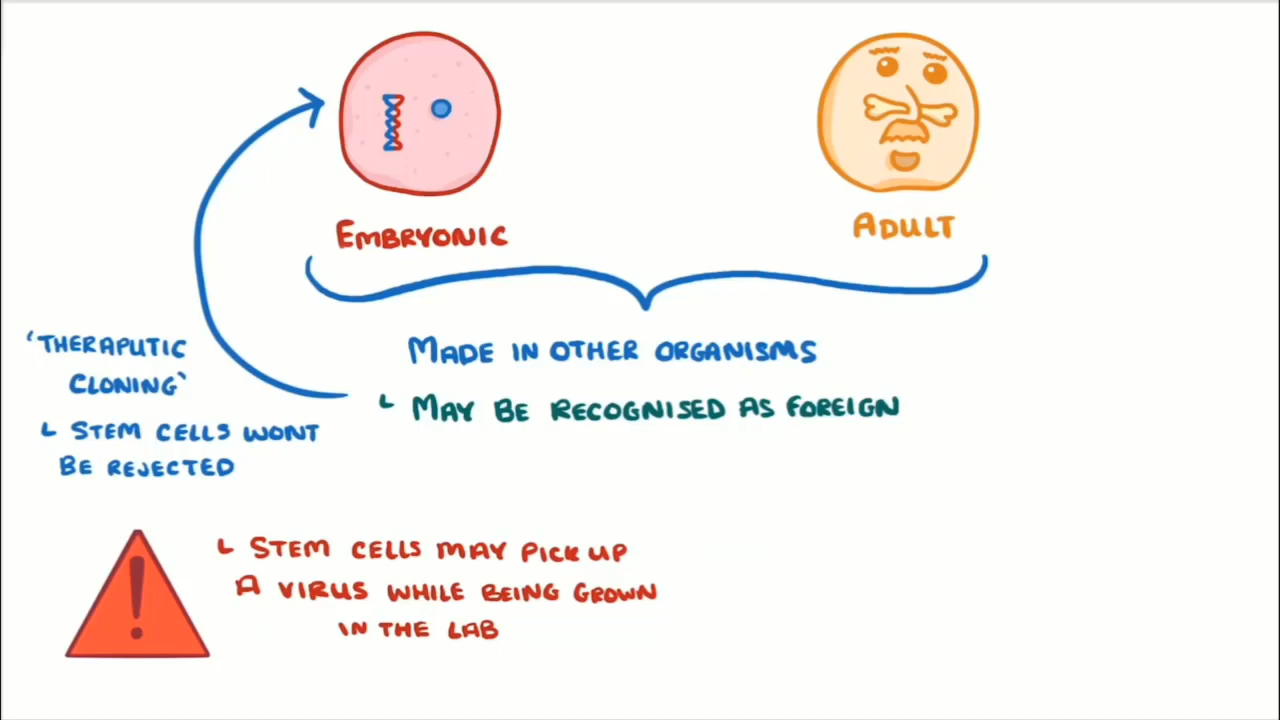 EMBRYONIC
ADULT
MADE IN OTHER ORGANISMS
└ MAY BE RECOGNISED AS FOREIGN
'THERAPUTIC
CLONING'
└ STEM CELLS WONT
BE REJECTED
!
└ STEM CELLS MAY PICK UP
A VIRUS WHILE BEING GROWN
IN THE LAB